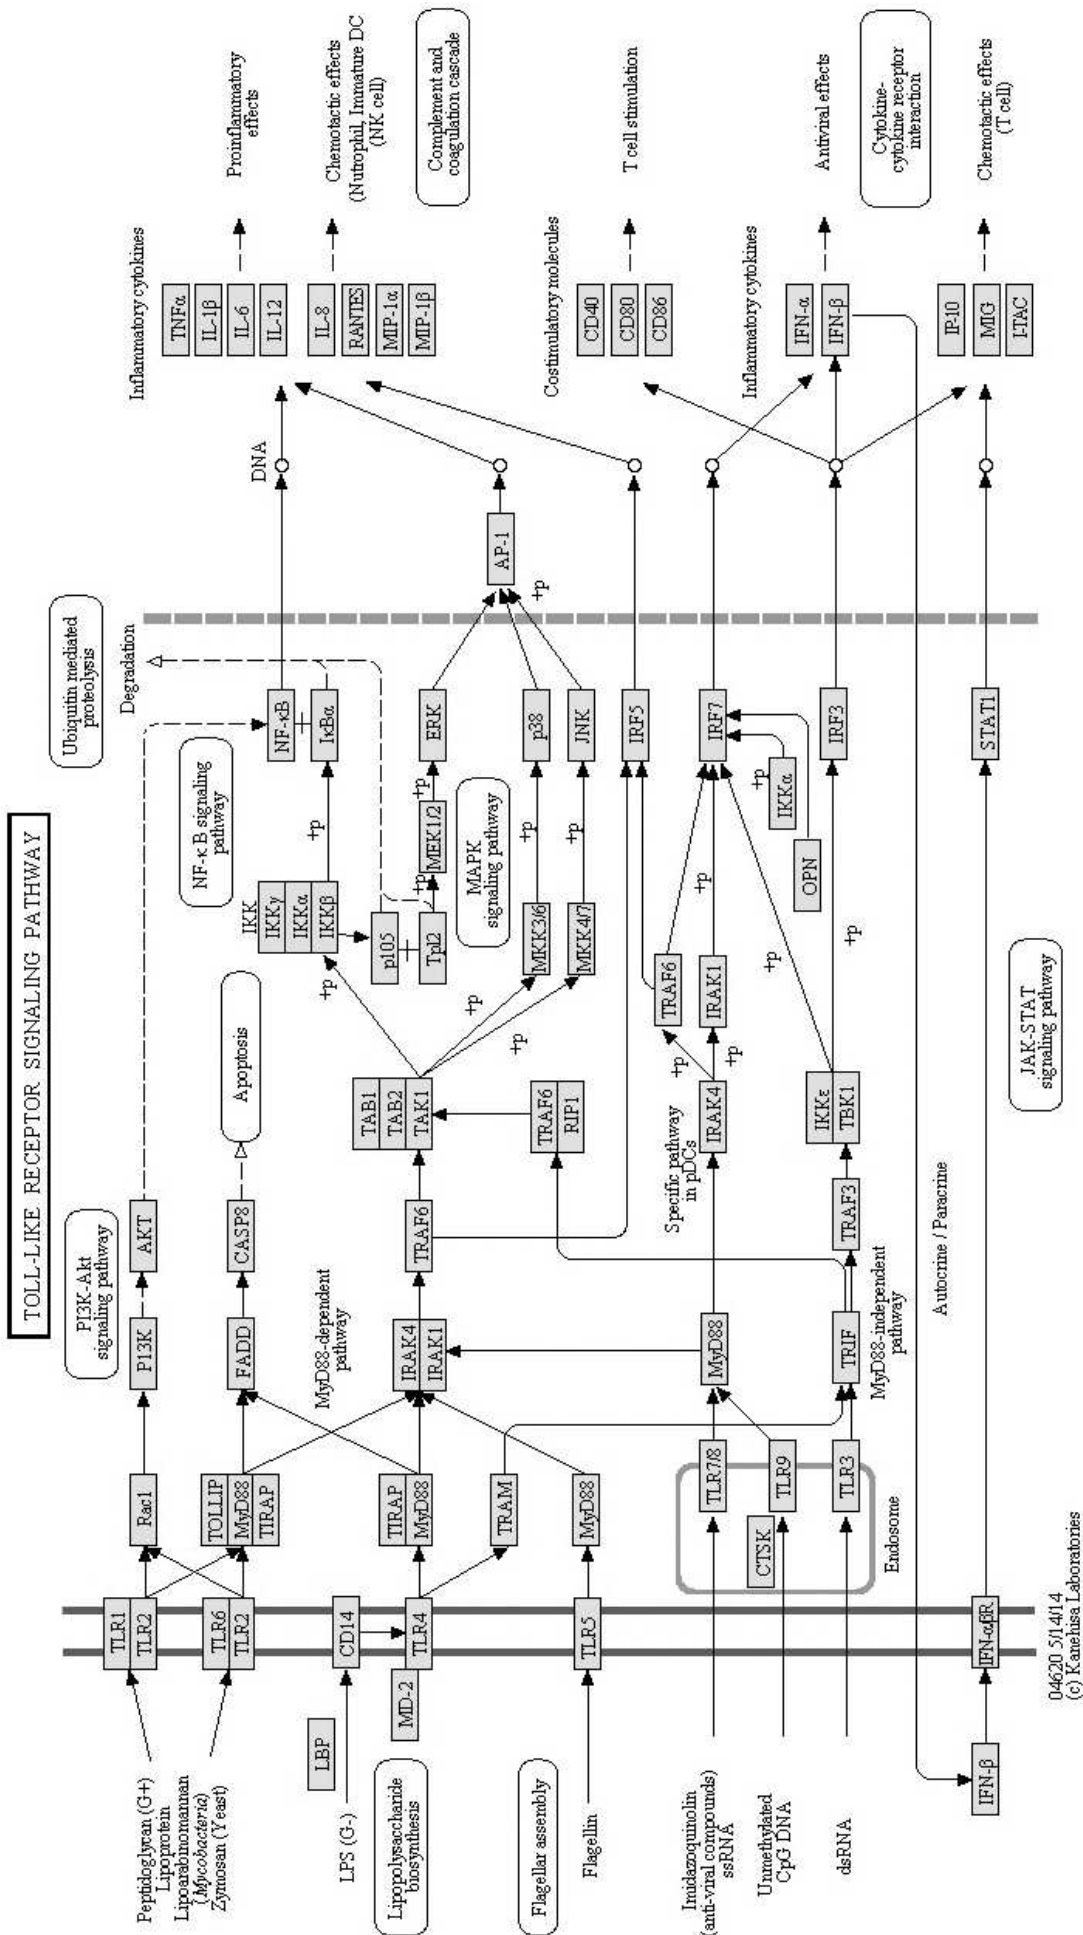 TOLL-LIKE RECEPTOR SIGNALING PATHWAY
Peptidoglycan (G+)
Lipoprotein
Lipoarabinomannan
(Mycobacteria)
Zymosan (Yeast)
LBP
LPS (G-)
Lipopolysaccharide
biosynthesis
Flagellar assembly
Flagellin
Imidazoquinolin
(anti-viral compounds)
ssRNA
Unmethylated
CpG DNA
dsRNA
IFN-β
TLR1
TLR2
TLR6
TLR2
CD14
MD-2
TLR4
TLR5
IFN-αβR
Rac1
TOLLIP
MyD88
TIRAP
TIRAP
MyD88
TRAM
MyD88
TLR7/8
CTSK
TLR9
TLR3
Endosome
PI3K-Akt
signaling pathway
P13K
AKT
FADD
CASP8
Apoptosis
MyD88-dependent
pathway
IRAK4
IRAK1
TRAF6
TAB1
TAB2
TAK1
TRAF6
RIP1
MyD88
Specific pathway
in pDCs
IRAK4
TRAF6
IRAK1
+p
+p
+p
TRIF
MyD88-independent
pathway
TRAF3
IKKε
TBK1
+p
+p
Autocrine / Paracrine
NF-κ B signaling
pathway
IKK
IKKγ
IKKα
IKKβ
+p
+p
p105
Tpl2
+p
MEK1/2
+p
MAPK
signaling pathway
+p
+p
MKK3/6
MKK4/7
+p
+p
Ubiquitin mediated
proteolysis
Degradation
NF-κB
IκBα
ERK
p38
JNK
IRF5
IRF7
IKKα
+p
OPN
IRF3
STAT1
JAK-STAT
signaling pathway
AP-1
+p
DNA
Inflammatory cytokines
TNFα
IL-1β
IL-6
IL-12
IL-8
RANTES
MIP-1α
MIP-1β
Costimulatory molecules
CD40
CD80
CD86
Inflammatory cytokines
IFN-α
IFN-β
IP-10
MIG
I-TAC
Proinflammatory
effects
Chemotactic effects
(Nutrophil, Immature DC
(NK cell)
Complement and
coagulation cascade
T cell stimulation
Antiviral effects
Cytokine-
cytokine receptor
interaction
Chemotactic effects
(T cell)
04620 5/14/14
(c) Kanehisa Laboratories